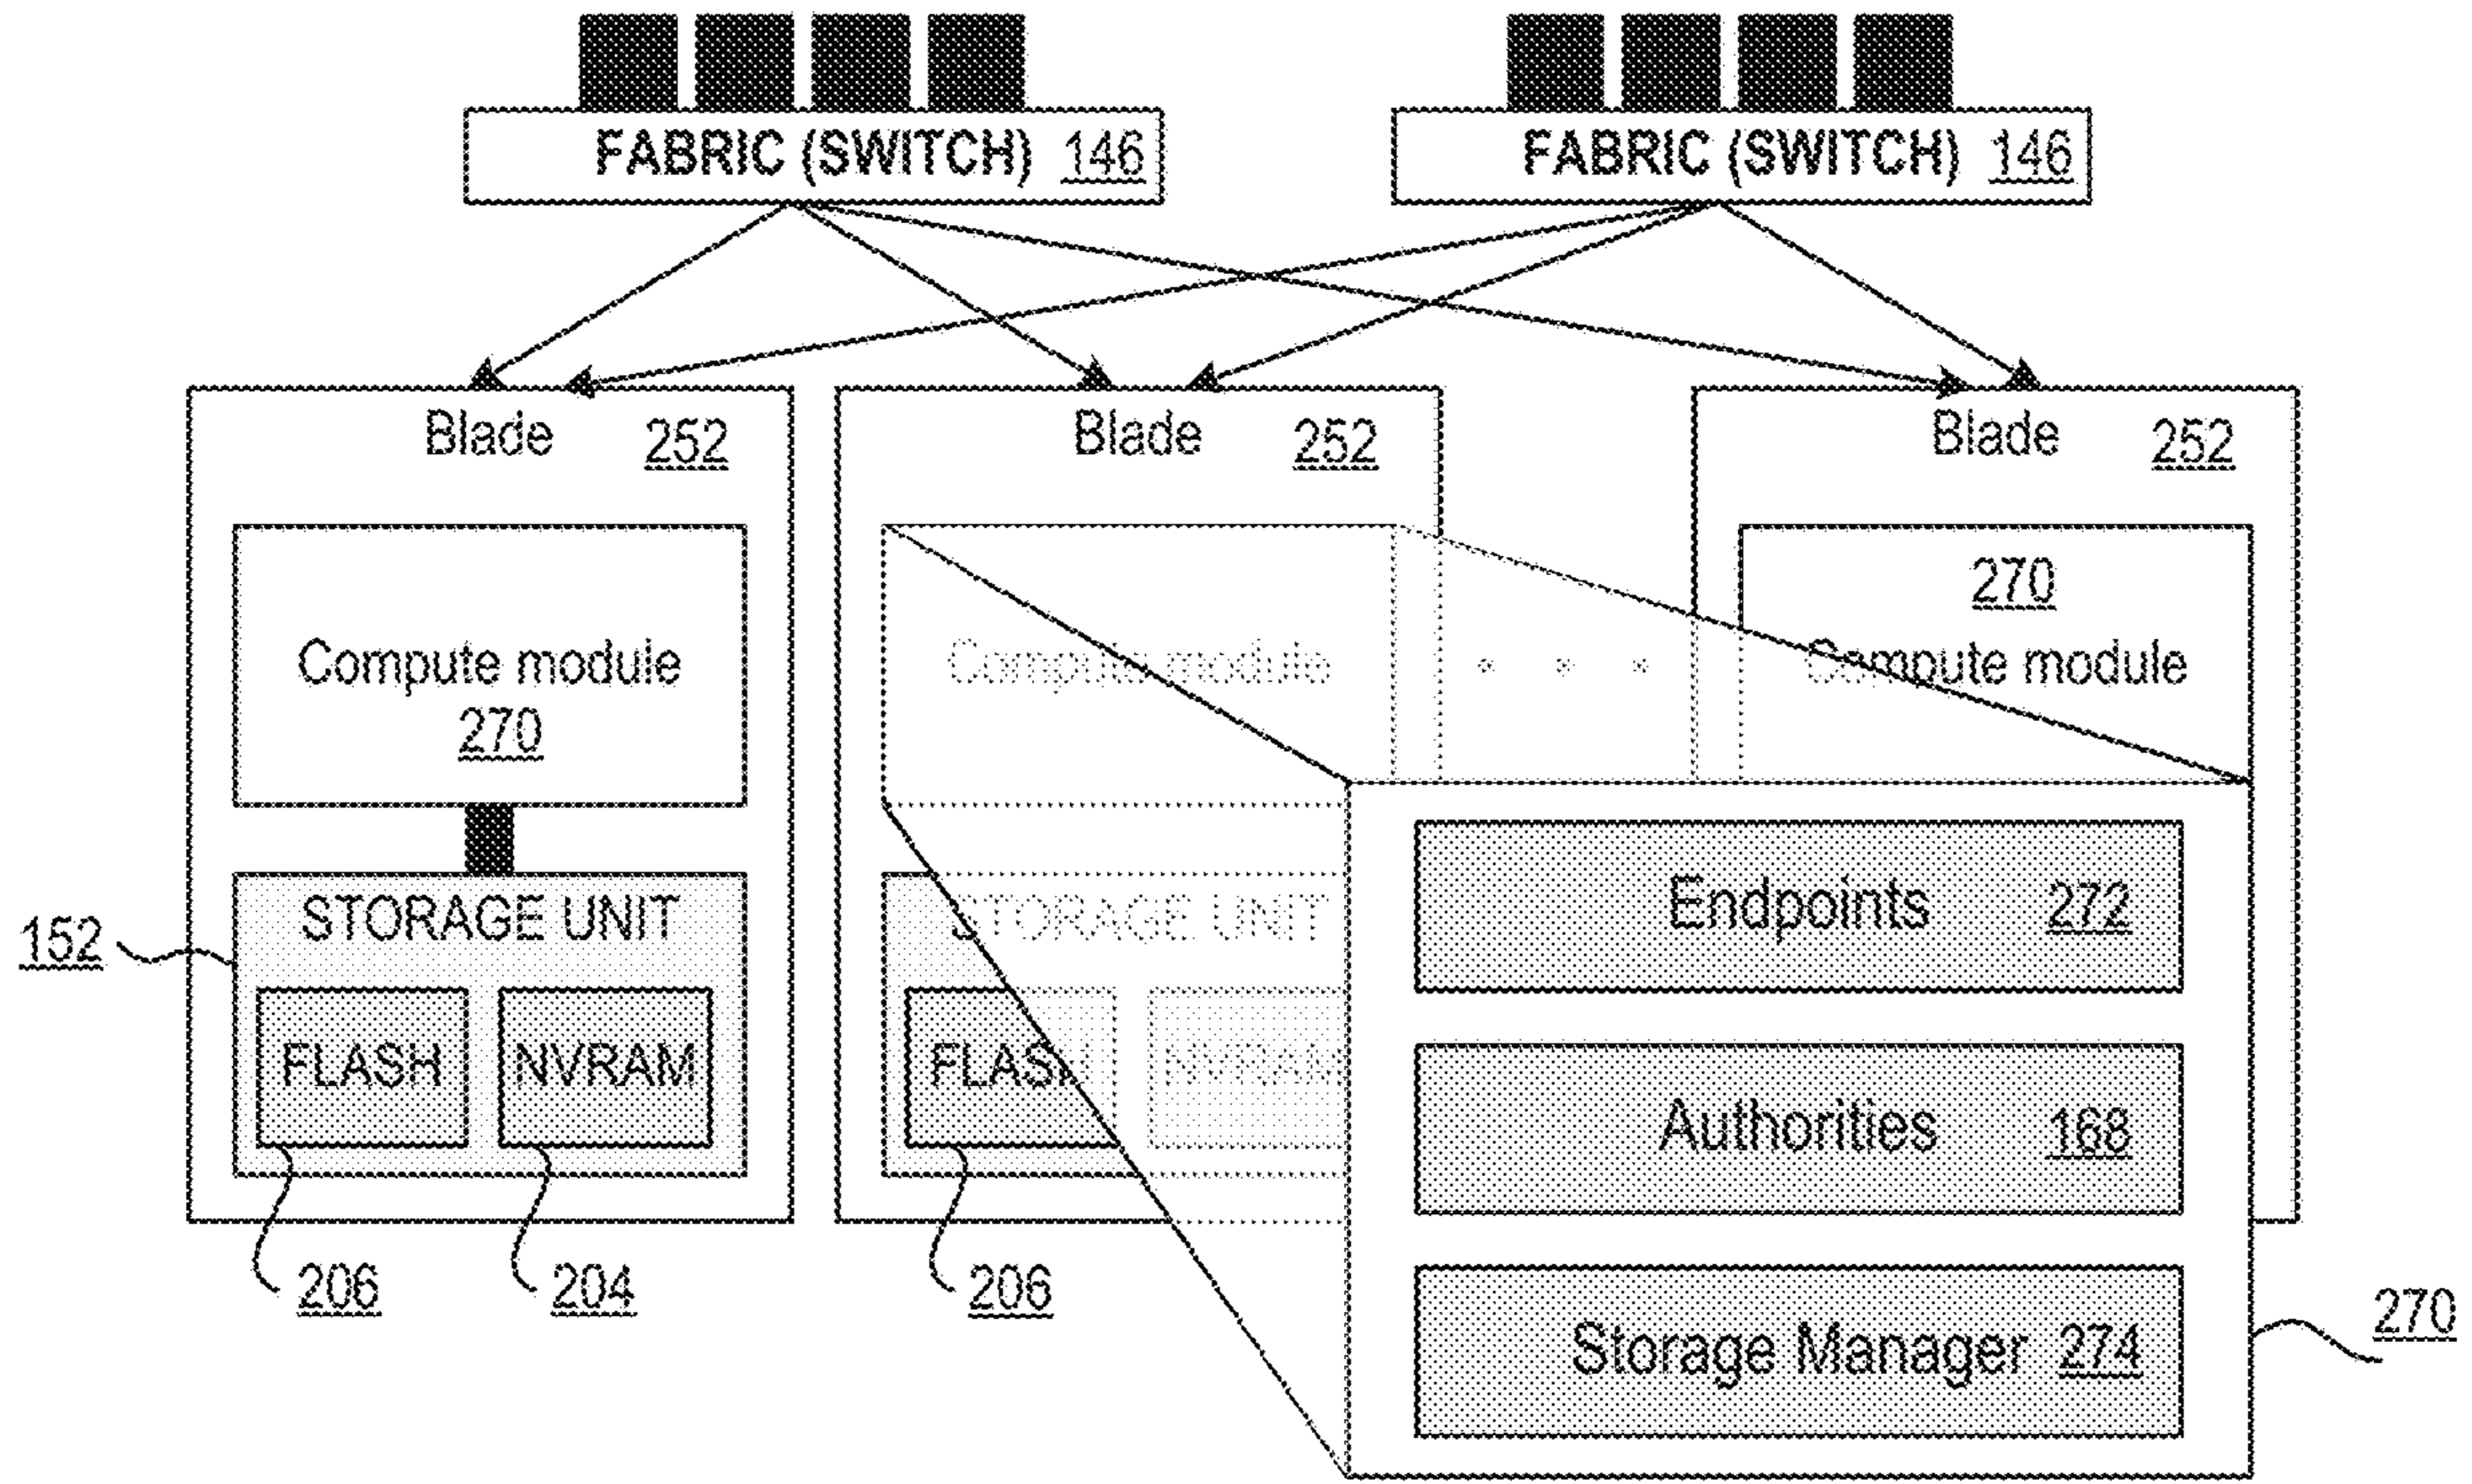 FABRIC (SWITCH) 146
FABRIC (SWITCH) 146
Blade 252
Blade 252
Blade 252
Compute module
270
Compute module
270
Compute module
STORAGE UNIT
152
FLASH
NVRAM
206
204
STORAGE UNIT
FLASH
NVRAM
206
Endpoints 272
Authorities 168
Storage Manager 274
270